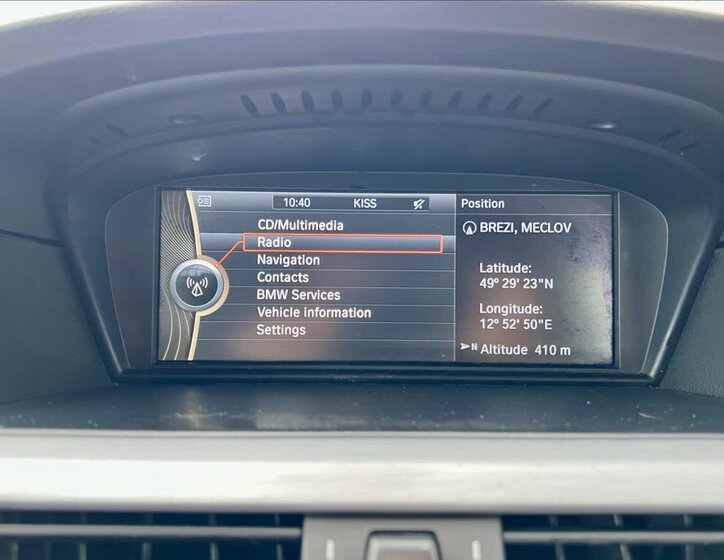 10:40 KISS
CD/Multimedia
Radio
Navigation
Contacts
BMW Services
Vehicle information
Settings
Position
BREZI, MECLOV
Latitude:
49° 29' 23"N
Longitude:
12° 52' 50"E
N Altitude 410 m